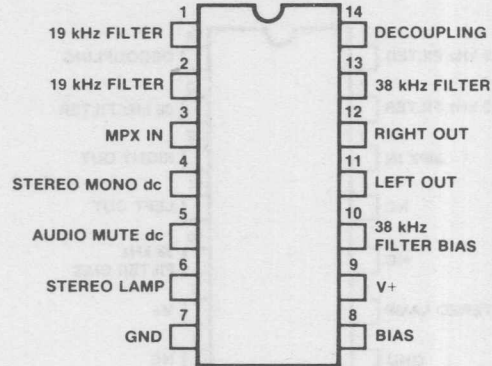 1
14
19 kHz FILTER
DECOUPLING
2
13
19 kHz FILTER
38 kHz FILTER
3
12
MPX IN
RIGHT OUT
4
11
STEREO MONO dc
LEFT OUT
5
10
AUDIO MUTE dc
38 kHz
FILTER BIAS
6
9
STEREO LAMP
V+
7
8
GND
BIAS